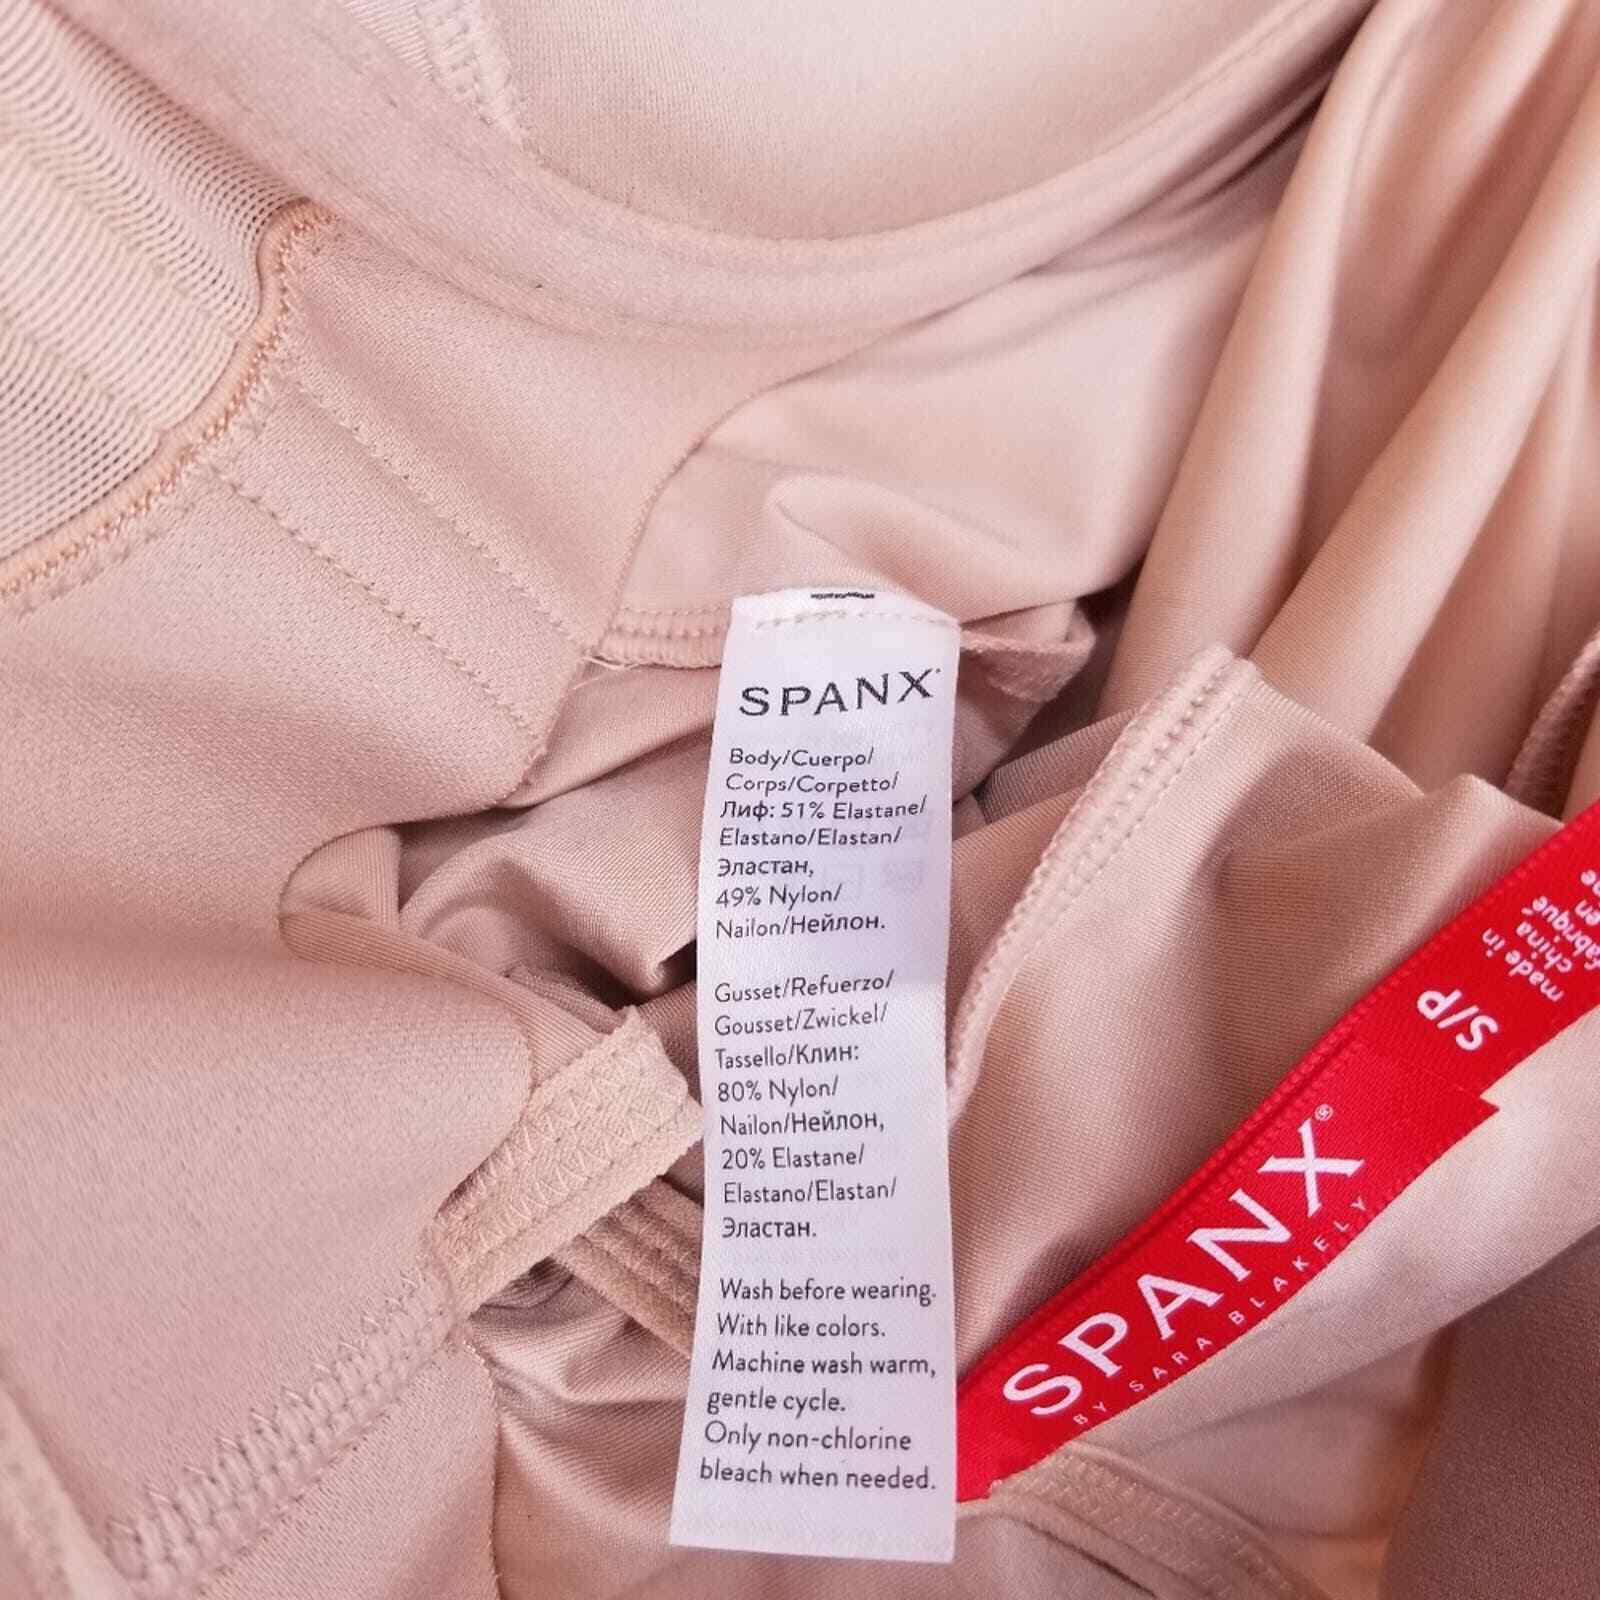 SPANX®
Body/Cuerpo/
Corps/Corpetto/
Лиф: 51% Elastane/
Elastano/Elastan/
Эластан,
49% Nylon/
Nailon/Нейлон.
Gusset/Refuerzo/
Gousset/Zwickel/
Tassello/Клин:
80% Nylon/
Nailon/Нейлон,
20% Elastane/
Elastano/Elastan/
Эластан.
Wash before wearing.
With like colors.
Machine wash warm,
gentle cycle.
Only non-chlorine
bleach when needed.
SPANX®
BY SARA BLAKELY
S/P
made in
china
fabriqué
en